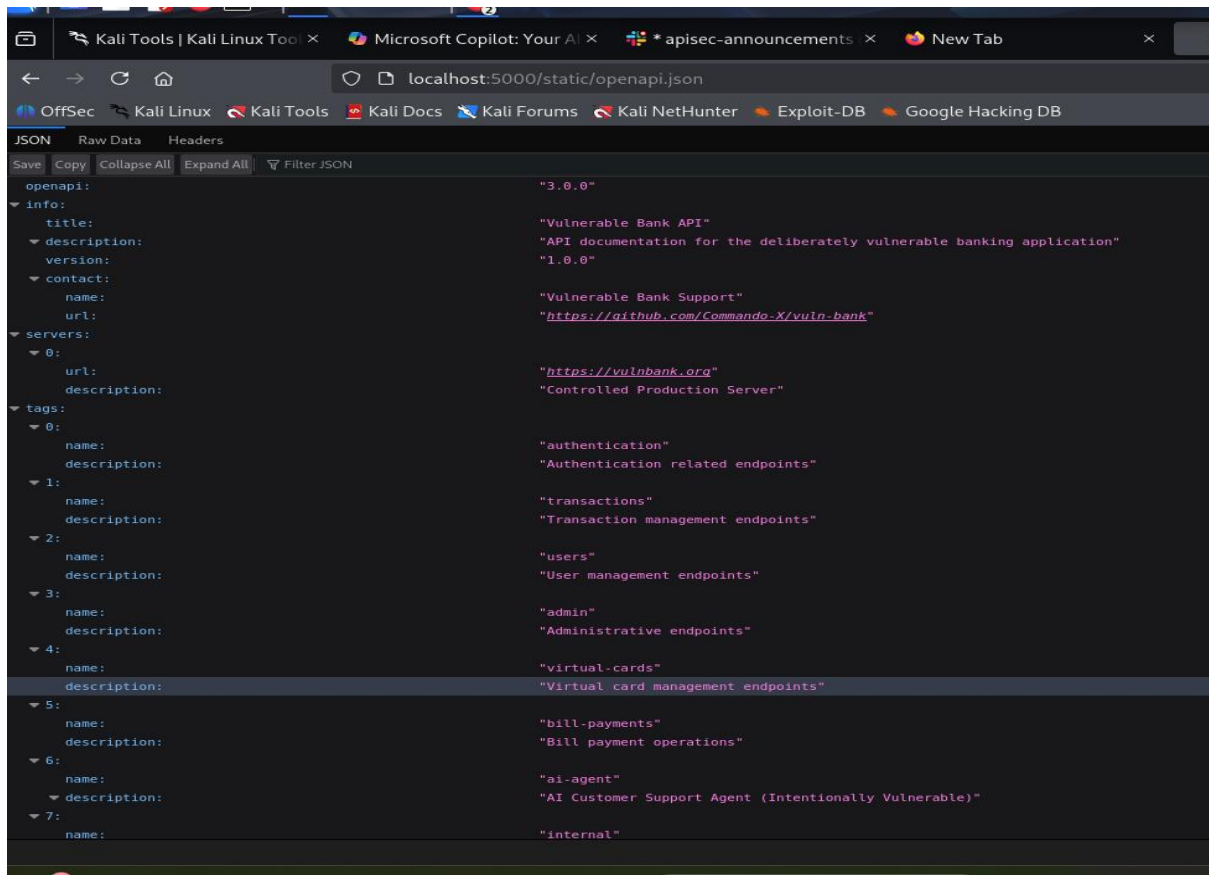 2
Kali Tools | Kali Linux Tool × Microsoft Copilot: Your AI × * apisec-announcements × New Tab ×
localhost:5000/static/openapi.json
OffSec Kali Linux Kali Tools Kali Docs Kali Forums Kali NetHunter Exploit-DB Google Hacking DB
JSON Raw Data Headers
Save Copy Collapse All Expand All Filter JSON
openapi: "3.0.0"
info:
title: "Vulnerable Bank API"
description: "API documentation for the deliberately vulnerable banking application"
version: "1.0.0"
contact:
name: "Vulnerable Bank Support"
url: "https://github.com/Commando-X/vuln-bank"
servers:
0:
url: "https://vulnbank.org"
description: "Controlled Production Server"
tags:
0:
name: "authentication"
description: "Authentication related endpoints"
1:
name: "transactions"
description: "Transaction management endpoints"
2:
name: "users"
description: "User management endpoints"
3:
name: "admin"
description: "Administrative endpoints"
4:
name: "virtual-cards"
description: "Virtual card management endpoints"
5:
name: "bill-payments"
description: "Bill payment operations"
6:
name: "ai-agent"
description: "AI Customer Support Agent (Intentionally Vulnerable)"
7:
name: "internal"